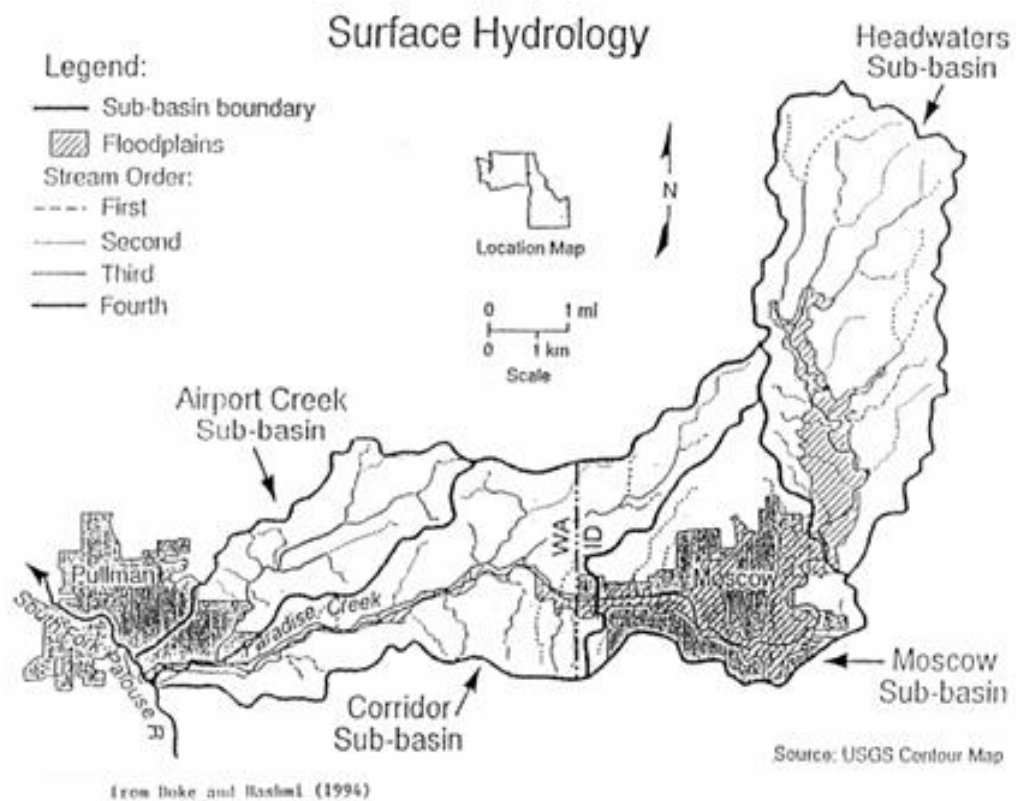 Surface Hydrology
Legend:
Sub-basin boundary
Floodplains
Stream Order:
First
Second
Third
Fourth
Location Map
N
0 1 mi
0 1 km
Scale
Headwaters
Sub-basin
Airport Creek
Sub-basin
WA
ID
Pullman
Moscow
Paradise Creek
South Fork Palouse R
Corridor
Sub-basin
Moscow
Sub-basin
Source: USGS Contour Map
from Doke and Hashmi (1994)